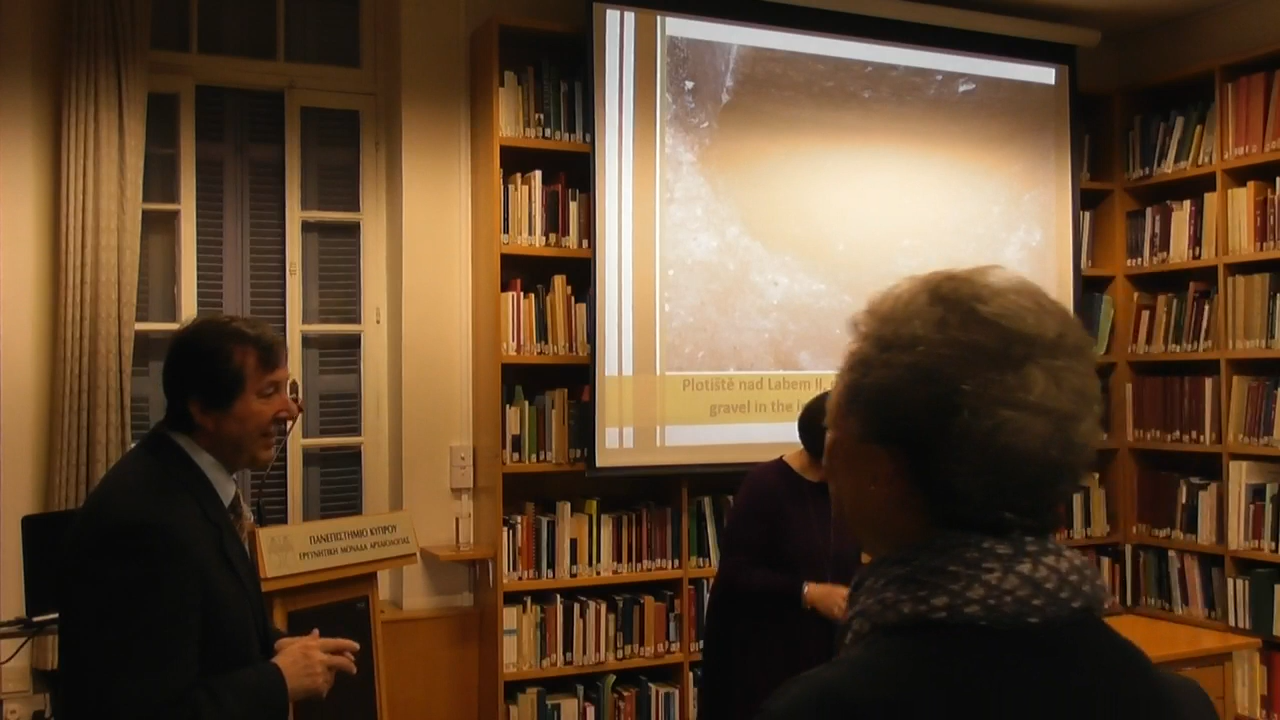 Plotiště nad Labem II,
gravel in the
ΠΑΝΕΠΙΣΤΗΜΙΟ ΚΥΠΡΟΥ
ΕΡΕΥΝΗΤΙΚΗ ΜΟΝΑΔΑ ΑΡΧΑΙΟΛΟΓΙΑΣ